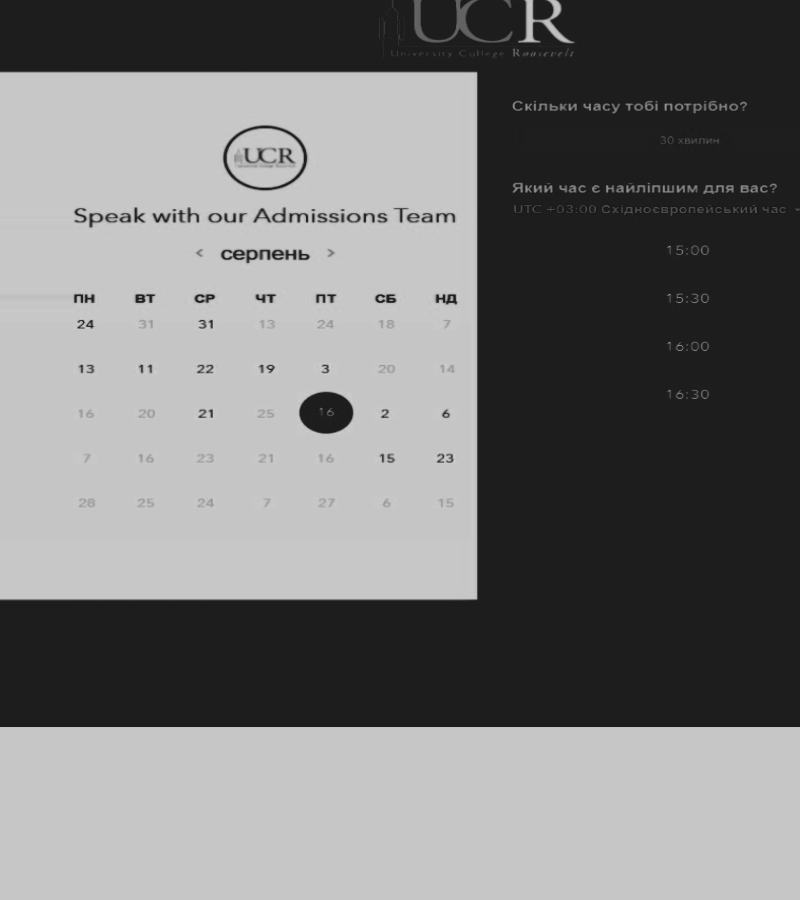 UCR
University College Roosevelt
UCR
Speak with our Admissions Team
< серпень >
ПН ВТ СР ЧТ ПТ СБ НД
24 31 31 13 24 18 7
13 11 22 19 3 20 14
16 20 21 25 16 2 6
7 16 23 21 16 15 23
28 25 24 7 27 6 15
Скільки часу тобі потрібно?
30 хвилин
Який час є найліпшим для вас?
UTC +03:00 Східноєвропейський час
15:00
15:30
16:00
16:30